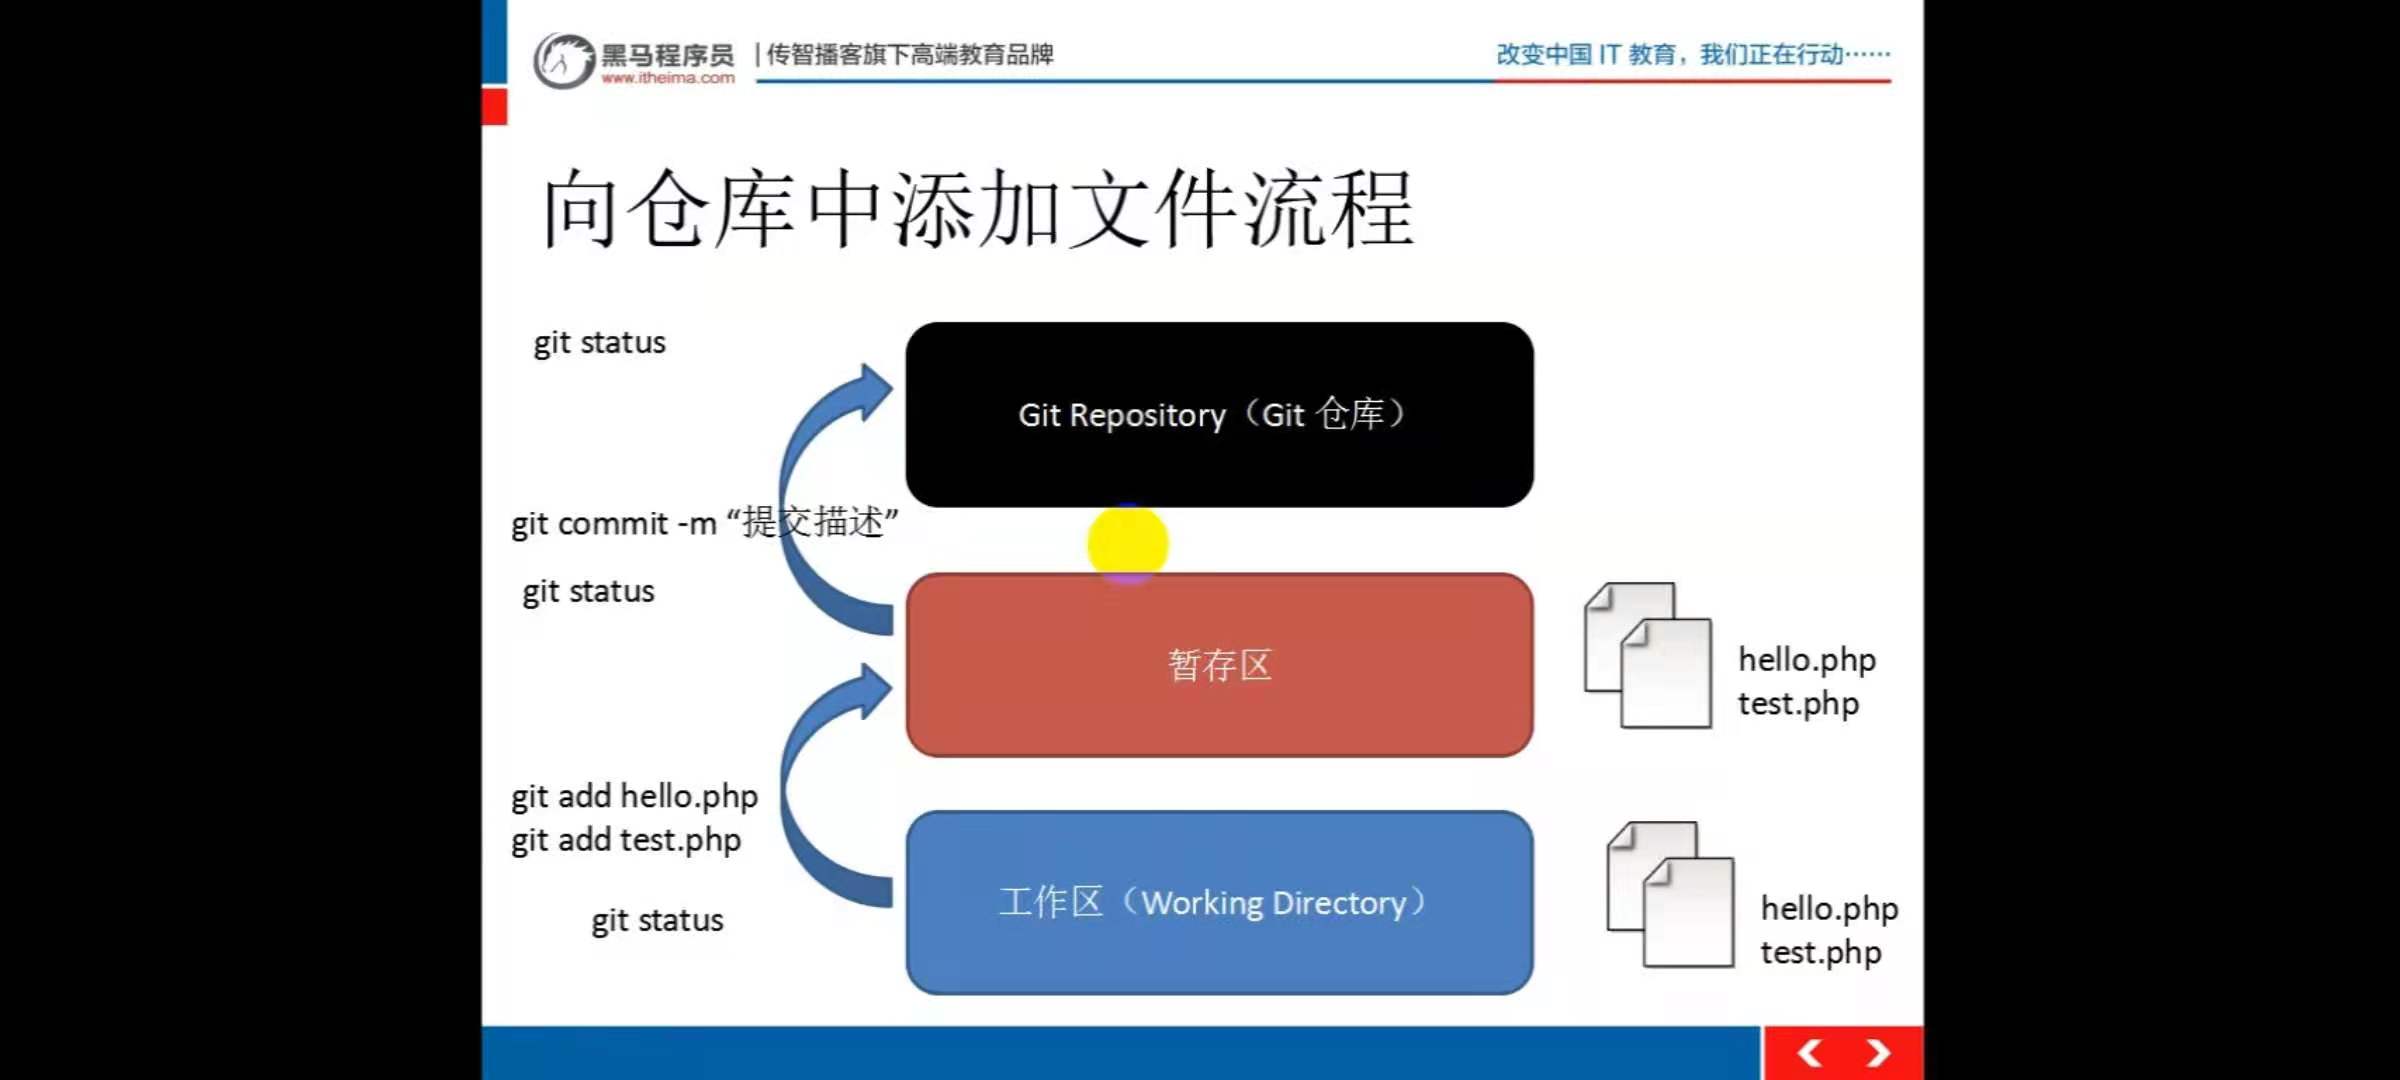 黑马程序员
www.itheima.com
|传智播客旗下高端教育品牌
改变中国 IT 教育，我们正在行动……
向仓库中添加文件流程
git status
Git Repository（Git 仓库）
git commit -m “提交描述”
git status
暂存区
hello.php
test.php
git add hello.php
git add test.php
git status
工作区（Working Directory）
hello.php
test.php